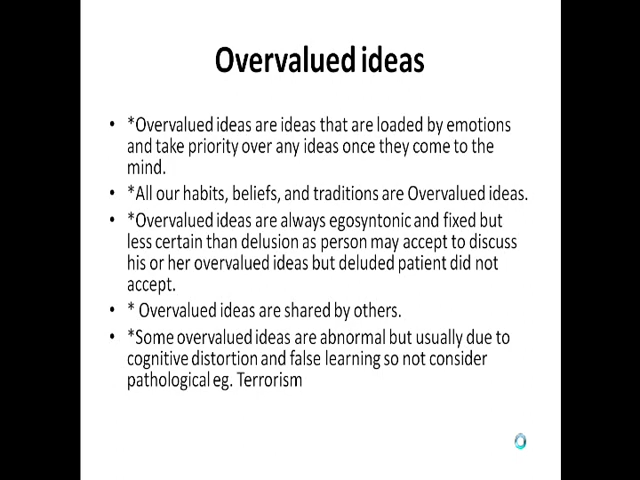 Overvalued ideas
• *Overvalued ideas are ideas that are loaded by emotions
and take priority over any ideas once they come to the
mind.
• *All our habits, beliefs, and traditions are Overvalued ideas.
• *Overvalued ideas are always egosyntonic and fixed but
less certain than delusion as person may accept to discuss
his or her overvalued ideas but deluded patient did not
accept.
• * Overvalued ideas are shared by others.
• *Some overvalued ideas are abnormal but usually due to
cognitive distortion and false learning so not consider
pathological eg. Terrorism